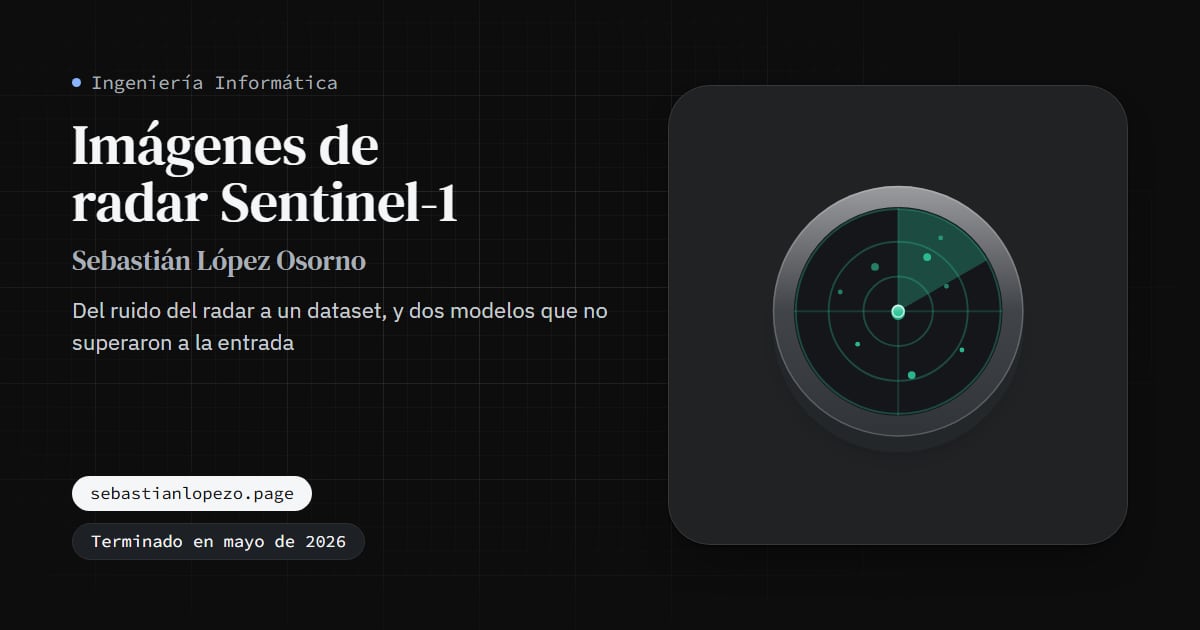 Ingeniería Informática
Imágenes de
radar Sentinel-1
Sebastián López Osorno
Del ruido del radar a un dataset, y dos modelos que no
superaron a la entrada
sebastianlopezo.page
Terminado en mayo de 2026